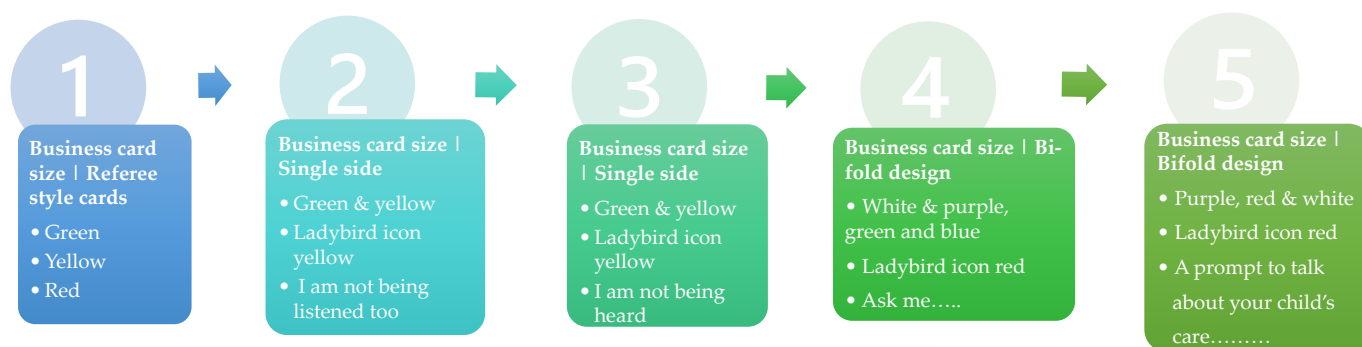 1
Business card
size | Referee
style cards
• Green
• Yellow
• Red
2
Business card size |
Single side
• Green & yellow
• Ladybird icon
yellow
• I am not being
listened too
3
Business card size
| Single side
• Green & yellow
• Ladybird icon
yellow
• I am not being
heard
4
Business card size | Bi-
fold design
• White & purple,
green and blue
• Ladybird icon red
• Ask me…..
5
Business card size |
Bifold design
• Purple, red & white
• Ladybird icon red
• A prompt to talk
about your child's
care………